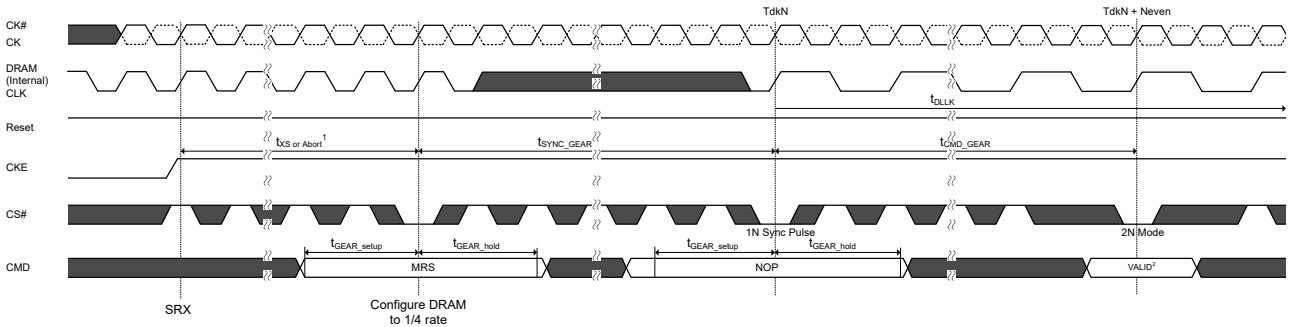 TdkN TdkN + Neven
CK#
CK
DRAM
(Internal)
CLK
tDLLK
Reset
tXS or Abort1 tSYNC_GEAR tCMD_GEAR
CKE
CS#
1N Sync Pulse 2N Mode
tGEAR_setup tGEAR_hold tGEAR_setup tGEAR_hold
CMD MRS NOP VALID2
SRX Configure DRAM
to 1/4 rate